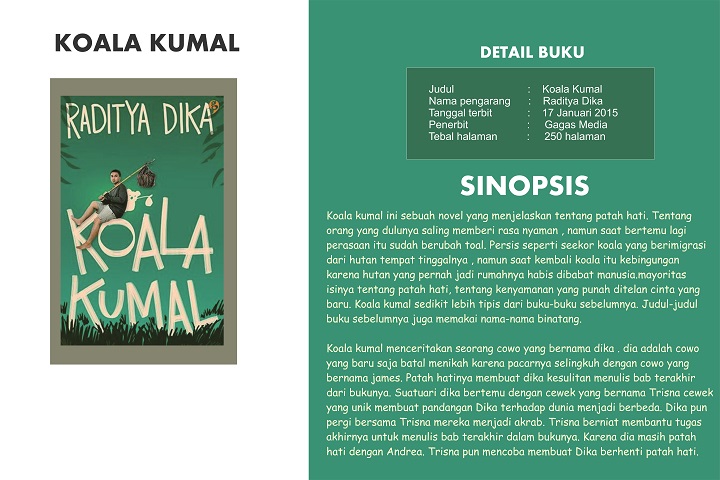 KOALA KUMAL
RADITYA DIKA
KOALA
KUMAL
DETAIL BUKU
Judul : Koala Kumal
Nama pengarang : Raditya Dika
Tanggal terbit : 17 Januari 2015
Penerbit : Gagas Media
Tebal halaman : 250 halaman
SINOPSIS
Koala kumal ini sebuah novel yang menjelaskan tentang patah hati. Tentang
orang yang dulunya saling memberi rasa nyaman , namun saat bertemu lagi
perasaan itu sudah berubah toal. Persis seperti seekor koala yang berimigrasi
dari hutan tempat tinggalnya , namun saat kembali koala itu kebingungan
karena hutan yang pernah jadi rumahnya habis dibabat manusia,mayoritas
isinya tentang patah hati, tentang kenyamanan yang punah ditelan cinta yang
baru. Koala kumal sedikit lebih tipis dari buku-buku sebelumnya. Judul-judul
buku sebelumnya juga memakai nama-nama binatang.
Koala kumal menceritakan seorang cowo yang bernama dika . dia adalah cowo
yang baru saja batal menikah karena pacarnya selingkuh dengan cowo yang
bernama james. Patah hatinya membuat dika kesulitan menulis bab terakhir
dari bukunya. Suatuari dika bertemu dengan cewek yang bernama Trisna cewek
yang unik membuat pandangan Dika terhadap dunia menjadi berbeda. Dika pun
pergi bersama Trisna mereka menjadi akrab. Trisna berniat membantu tugas
akhirnya untuk menulis bab terakhir dalam bukunya. Karena dia masih patah
hati dengan Andrea. Trisna pun mencoba membuat Dika berhenti patah hati.